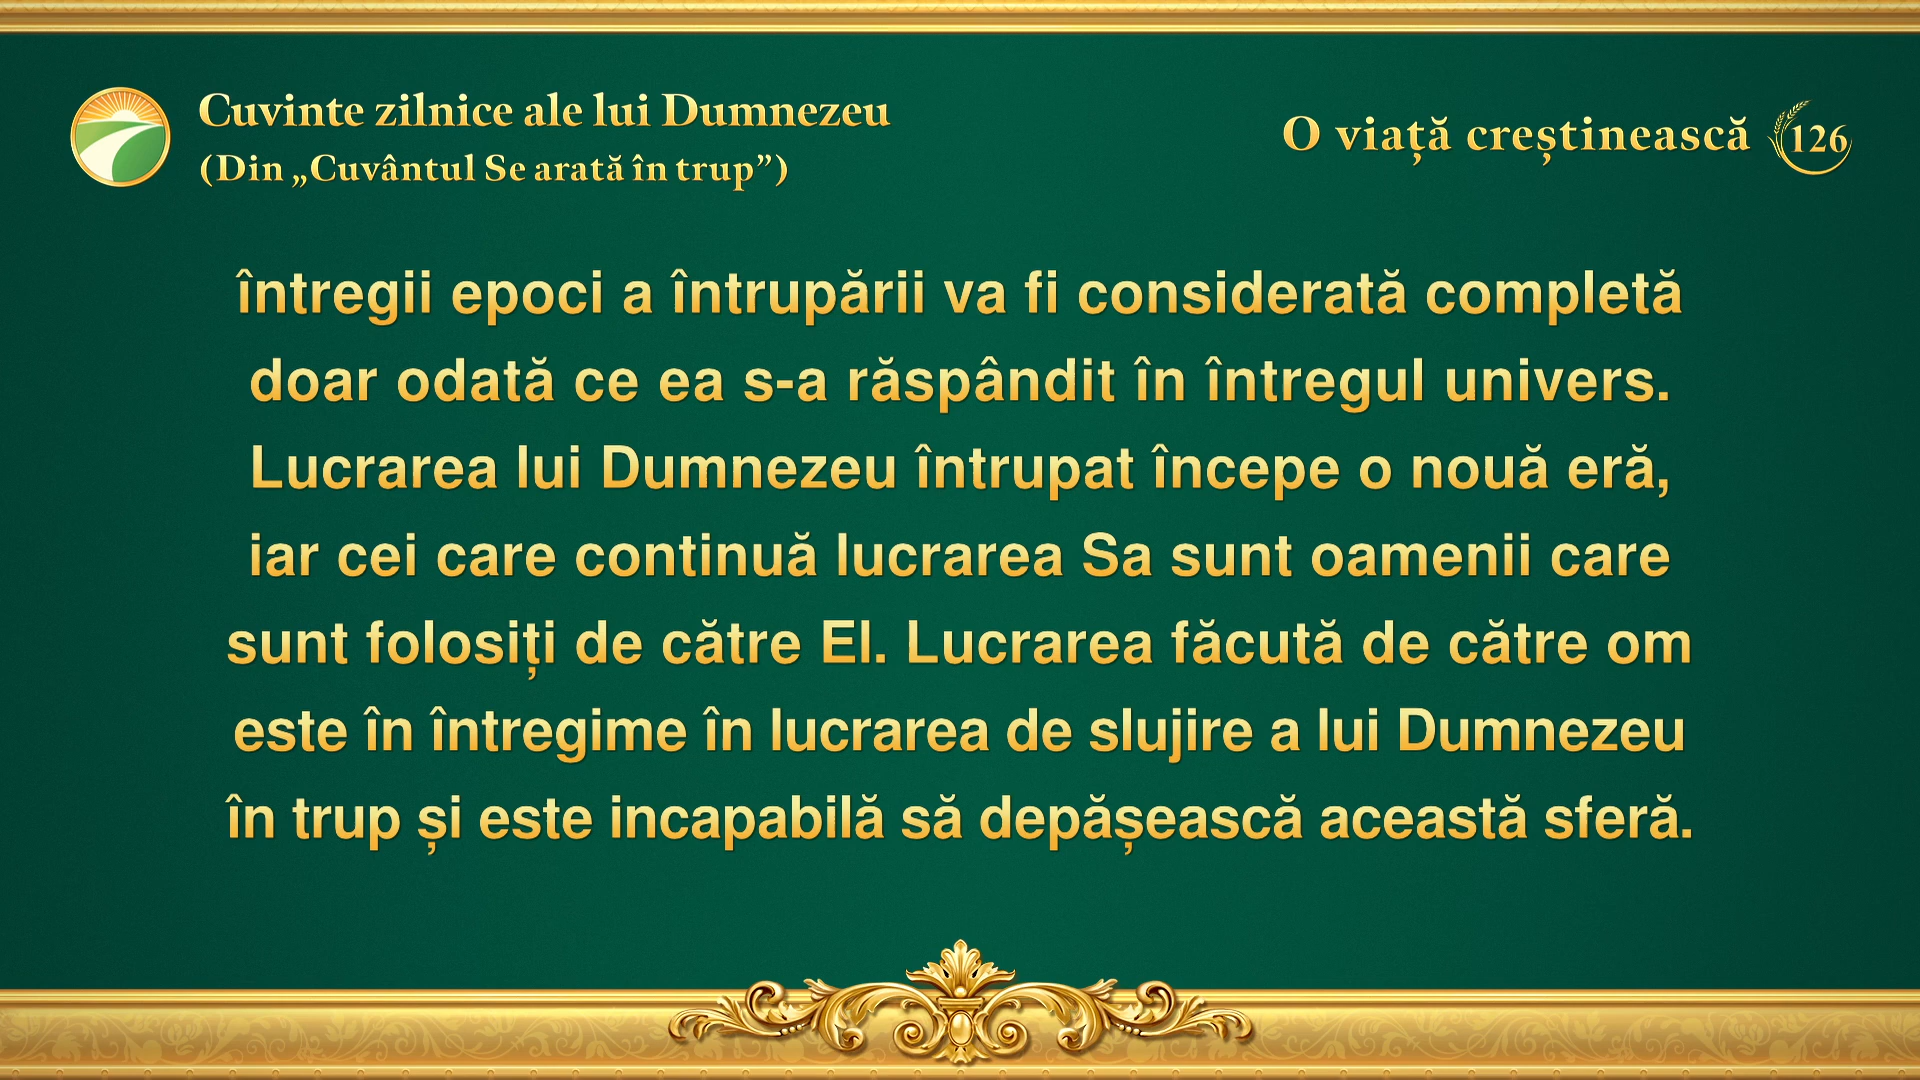 Cuvinte zilnice ale lui Dumnezeu
(Din „Cuvântul Se arată în trup”)
O viață creștinească 126
întregii epoci a întrupării va fi considerată completă
doar odată ce ea s-a răspândit în întregul univers.
Lucrarea lui Dumnezeu întrupat începe o nouă eră,
iar cei care continuă lucrarea Sa sunt oamenii care
sunt folosiți de către El. Lucrarea făcută de către om
este în întregime în lucrarea de slujire a lui Dumnezeu
în trup și este incapabilă să depășească această sferă.